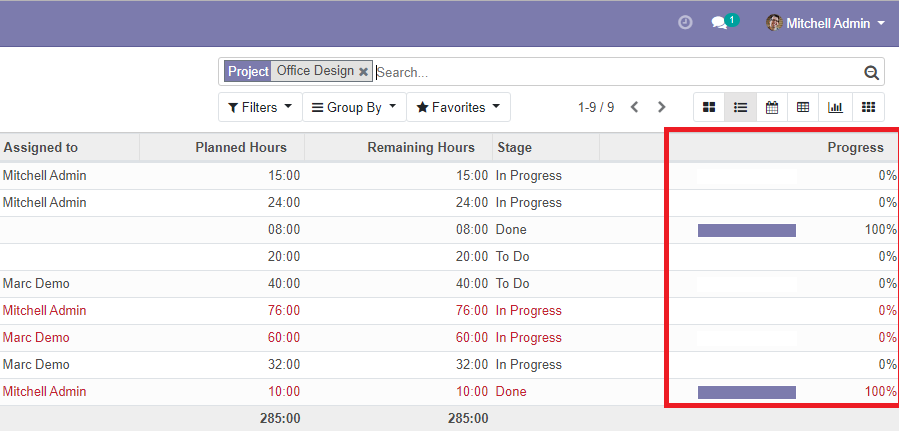 1 Mitchell Admin
Project Office Design × Search...
Filters Group By Favorites 1-9 / 9
Assigned to Planned Hours Remaining Hours Stage Progress
Mitchell Admin 15:00 15:00 In Progress 0%
Mitchell Admin 24:00 24:00 In Progress 0%
08:00 08:00 Done 100%
20:00 20:00 To Do 0%
Marc Demo 40:00 40:00 To Do 0%
Mitchell Admin 76:00 76:00 In Progress 0%
Marc Demo 60:00 60:00 In Progress 0%
Marc Demo 32:00 32:00 In Progress 0%
Mitchell Admin 10:00 10:00 Done 100%
285:00 285:00